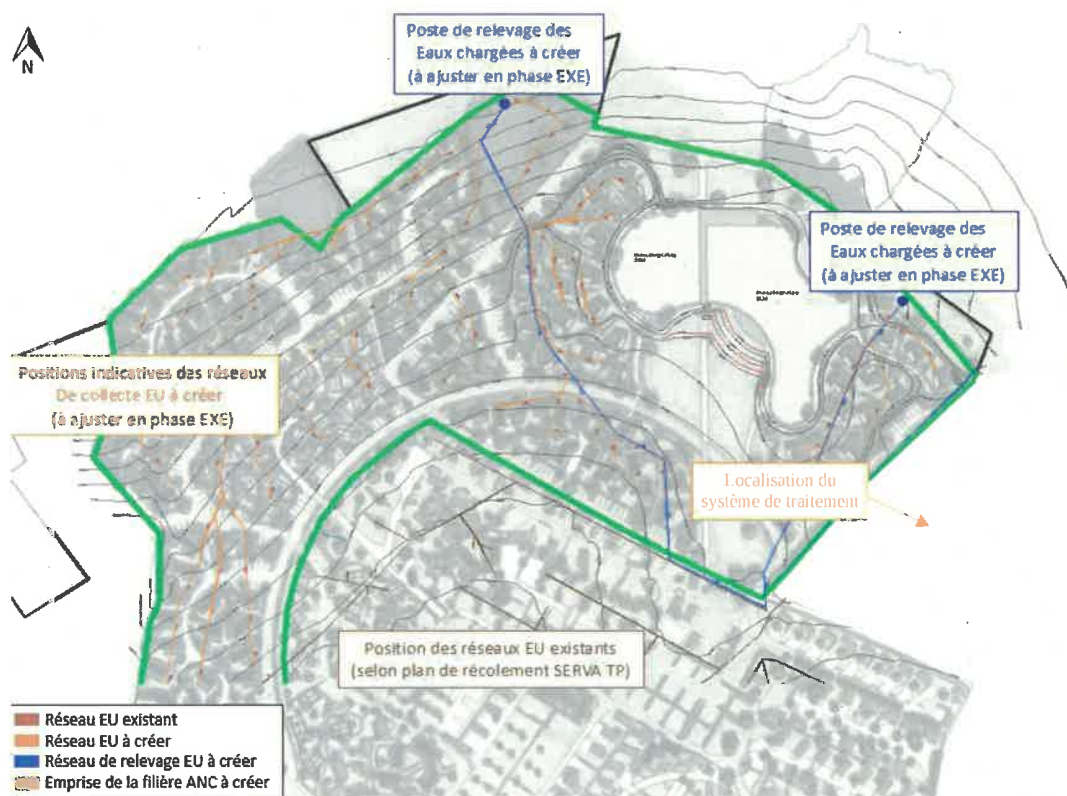 Poste de relevage des
Eaux chargées à créer
(à ajuster en phase EXE)
N
Poste de relevage des
Eaux chargées à créer
(à ajuster en phase EXE)
Positions indicatives des réseaux
De collecte EU à créer
(à ajuster en phase EXE)
Localisation du
système de traitement
Position des réseaux EU existants
(selon plan de récolement SERVA TP)
Réseau EU existant
Réseau EU à créer
Réseau de relevage EU à créer
Emprise de la filière ANC à créer